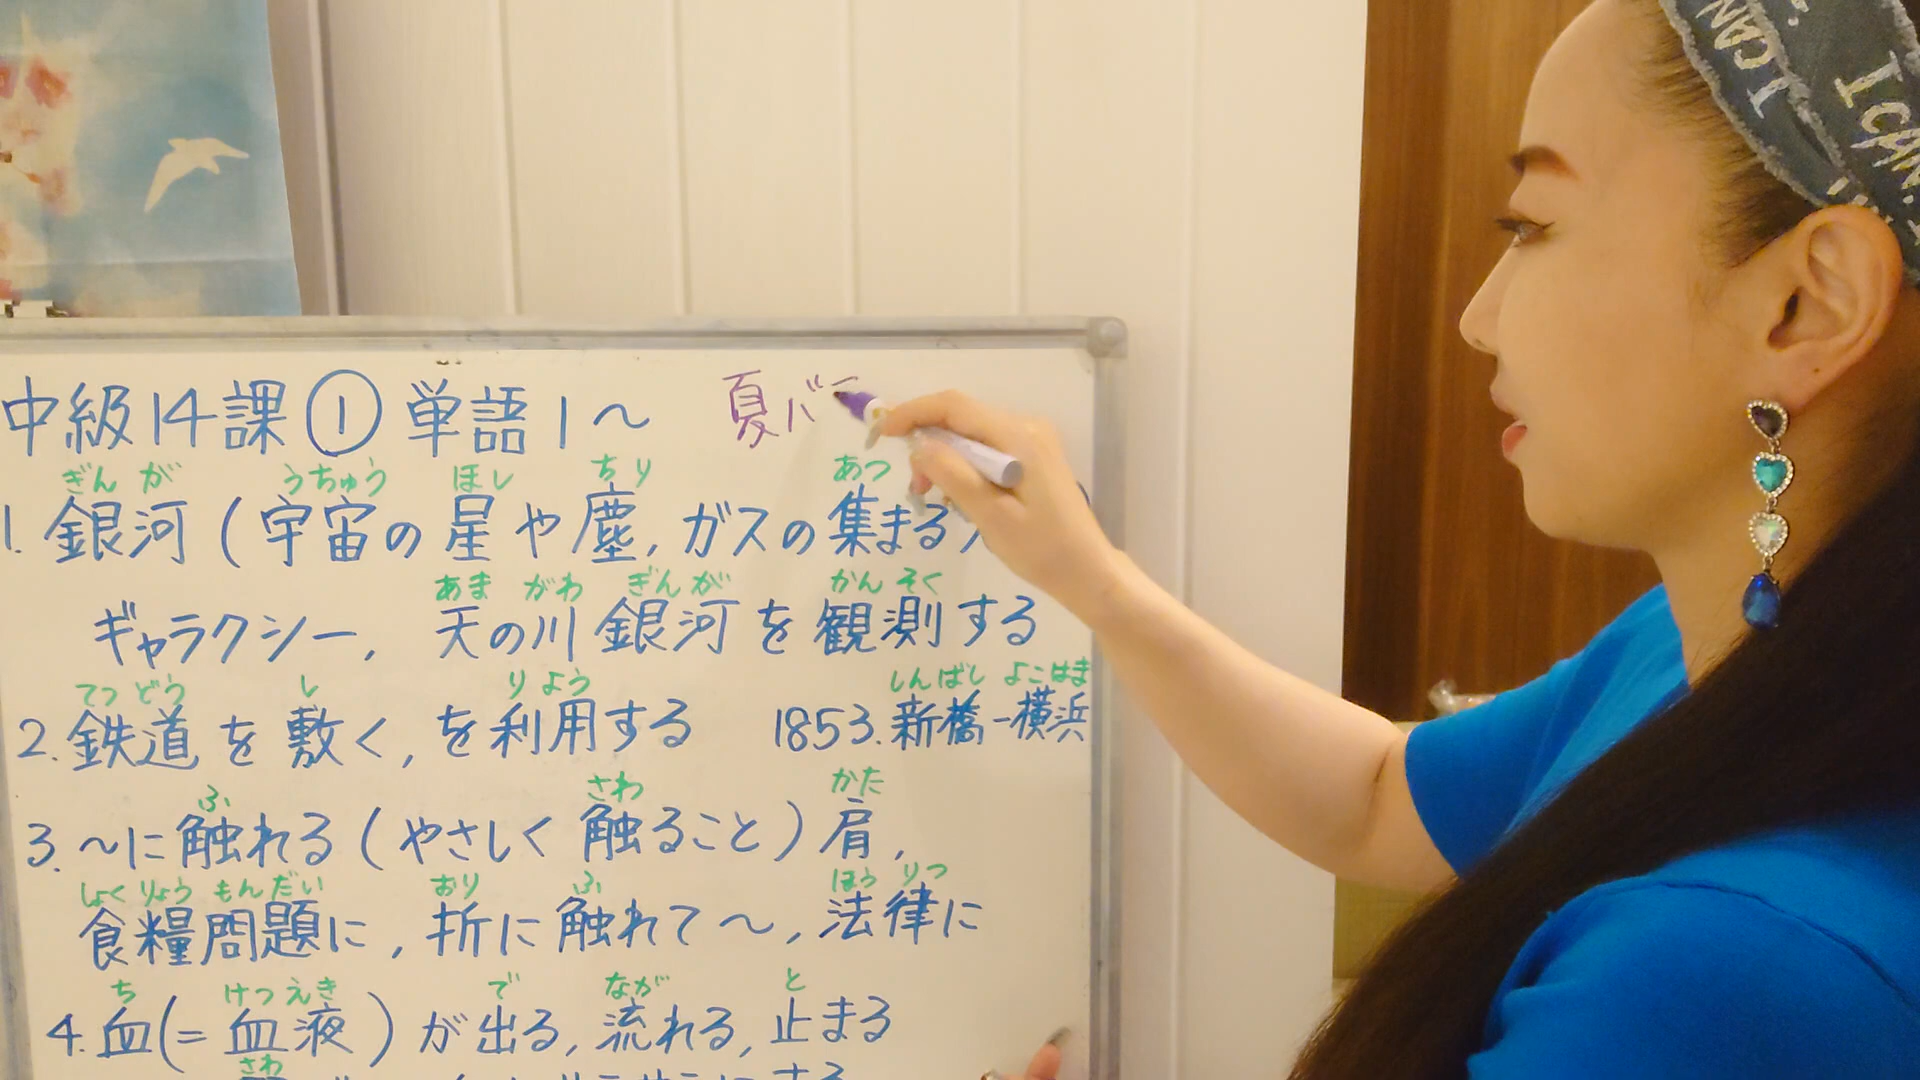 中級14課①単語1～ 夏バ
ぎん が うちゅう ほし ちり あつ
1. 銀河(宇宙の星や塵,ガスの集まる)
あま がわ ぎんが かんそく
ギャラクシー, 天の川銀河を観測する
てつどう し りよう しんばし よこはま
2. 鉄道を敷く,を利用する 1853.新橋-横浜
ふ さわ かた
3. ～に触れる(やさしく触ること)肩,
しょくりょうもんだい おり ふ ほう りつ
食糧問題に, 折に触れて～, 法律に
ち けつえき で なが と
4. 血(=血液)が出る, 流れる, 止まる
さわ
I CAN
I CAN.